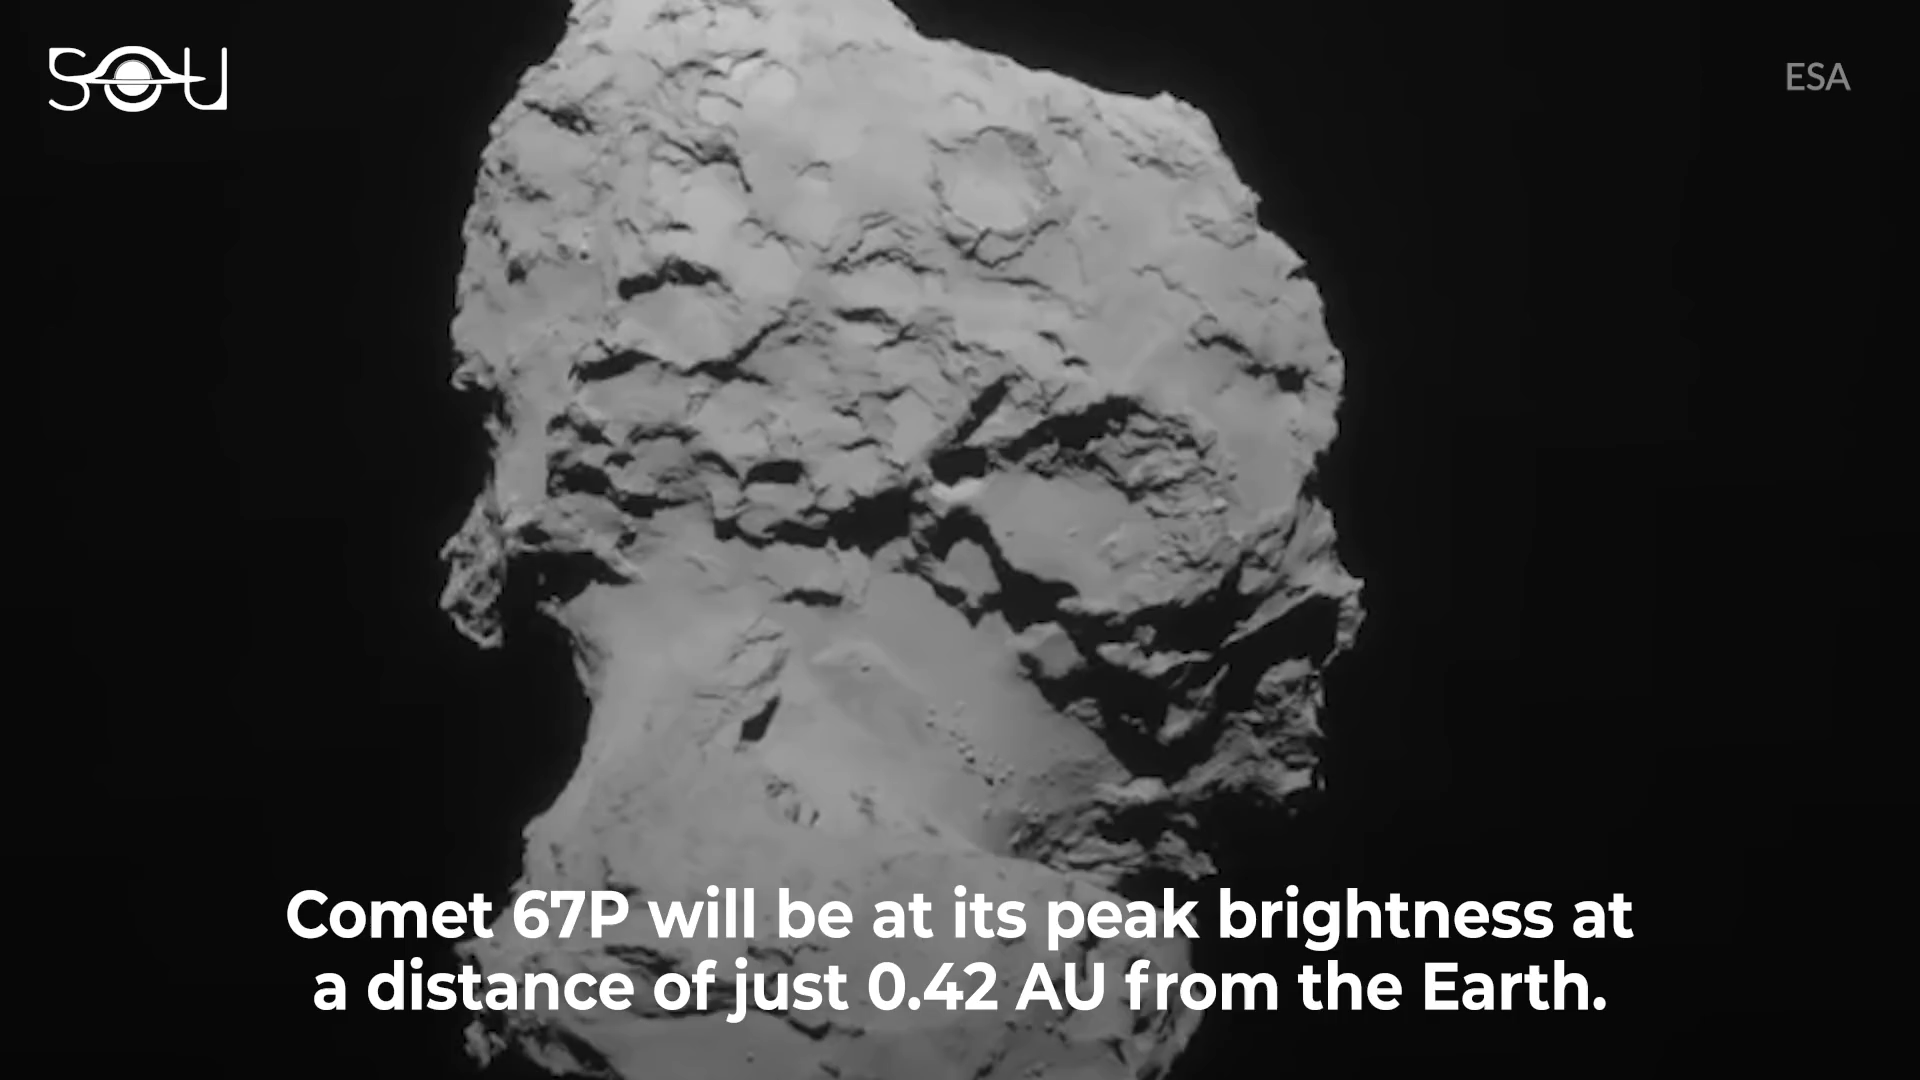 SOU
ESA
Comet 67P will be at its peak brightness at
a distance of just 0.42 AU from the Earth.